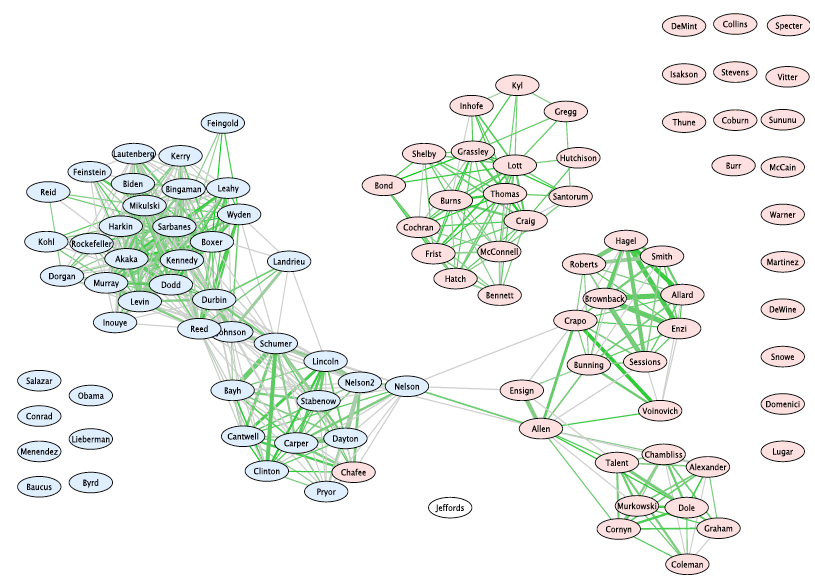 DeMint
Collins
Specter
Isakson
Stevens
Vitter
Thune
Coburn
Sununu
Burr
McCain
Warner
Martinez
DeWine
Snowe
Domenici
Lugar
Kyl
Inhofe
Gregg
Shelby
Grassley
Lott
Hutchison
Bond
Burns
Thomas
Santorum
Cochran
Craig
Frist
McConnell
Hatch
Bennett
Feingold
Lautenberg
Kerry
Feinstein
Biden
Bingaman
Leahy
Reid
Mikulski
Wyden
Harkin
Sarbanes
Kohl
Rockefeller
Boxer
Akaka
Kennedy
Landrieu
Dorgan
Murray
Dodd
Levin
Durbin
Inouye
Reed
Johnson
Schumer
Lincoln
Bayh
Nelson2
Nelson
Stabenow
Cantwell
Carper
Dayton
Clinton
Chafee
Pryor
Hagel
Smith
Roberts
Brownback
Allard
Crapo
Enzi
Bunning
Sessions
Ensign
Voinovich
Allen
Talent
Chambliss
Alexander
Murkowski
Dole
Cornyn
Graham
Coleman
Salazar
Obama
Conrad
Lieberman
Menendez
Baucus
Byrd
Jeffords